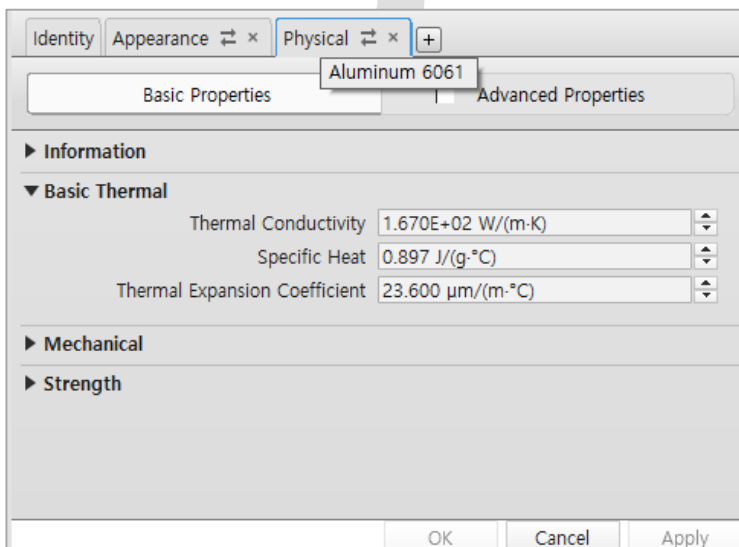 Identity Appearance Physical +
Aluminum 6061
Basic Properties Advanced Properties
Information
Basic Thermal
Thermal Conductivity 1.670E+02 W/(m·K)
Specific Heat 0.897 J/(g·°C)
Thermal Expansion Coefficient 23.600 µm/(m·°C)
Mechanical
Strength
OK Cancel Apply